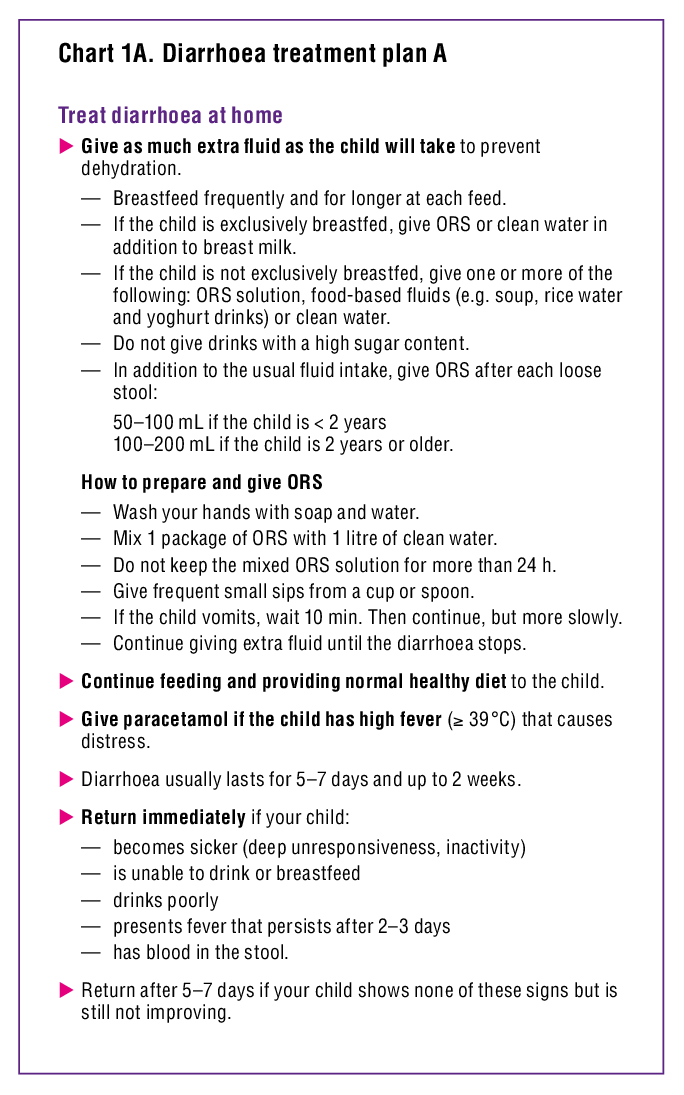 Chart 1A. Diarrhoea treatment plan A
Treat diarrhoea at home
▶ Give as much extra fluid as the child will take to prevent
dehydration.
— Breastfeed frequently and for longer at each feed.
— If the child is exclusively breastfed, give ORS or clean water in
addition to breast milk.
— If the child is not exclusively breastfed, give one or more of the
following: ORS solution, food-based fluids (e.g. soup, rice water
and yoghurt drinks) or clean water.
— Do not give drinks with a high sugar content.
— In addition to the usual fluid intake, give ORS after each loose
stool:
50–100 mL if the child is < 2 years
100–200 mL if the child is 2 years or older.
How to prepare and give ORS
— Wash your hands with soap and water.
— Mix 1 package of ORS with 1 litre of clean water.
— Do not keep the mixed ORS solution for more than 24 h.
— Give frequent small sips from a cup or spoon.
— If the child vomits, wait 10 min. Then continue, but more slowly.
— Continue giving extra fluid until the diarrhoea stops.
▶ Continue feeding and providing normal healthy diet to the child.
▶ Give paracetamol if the child has high fever (≥ 39 °C) that causes
distress.
▶ Diarrhoea usually lasts for 5–7 days and up to 2 weeks.
▶ Return immediately if your child:
— becomes sicker (deep unresponsiveness, inactivity)
— is unable to drink or breastfeed
— drinks poorly
— presents fever that persists after 2–3 days
— has blood in the stool.
▶ Return after 5–7 days if your child shows none of these signs but is
still not improving.